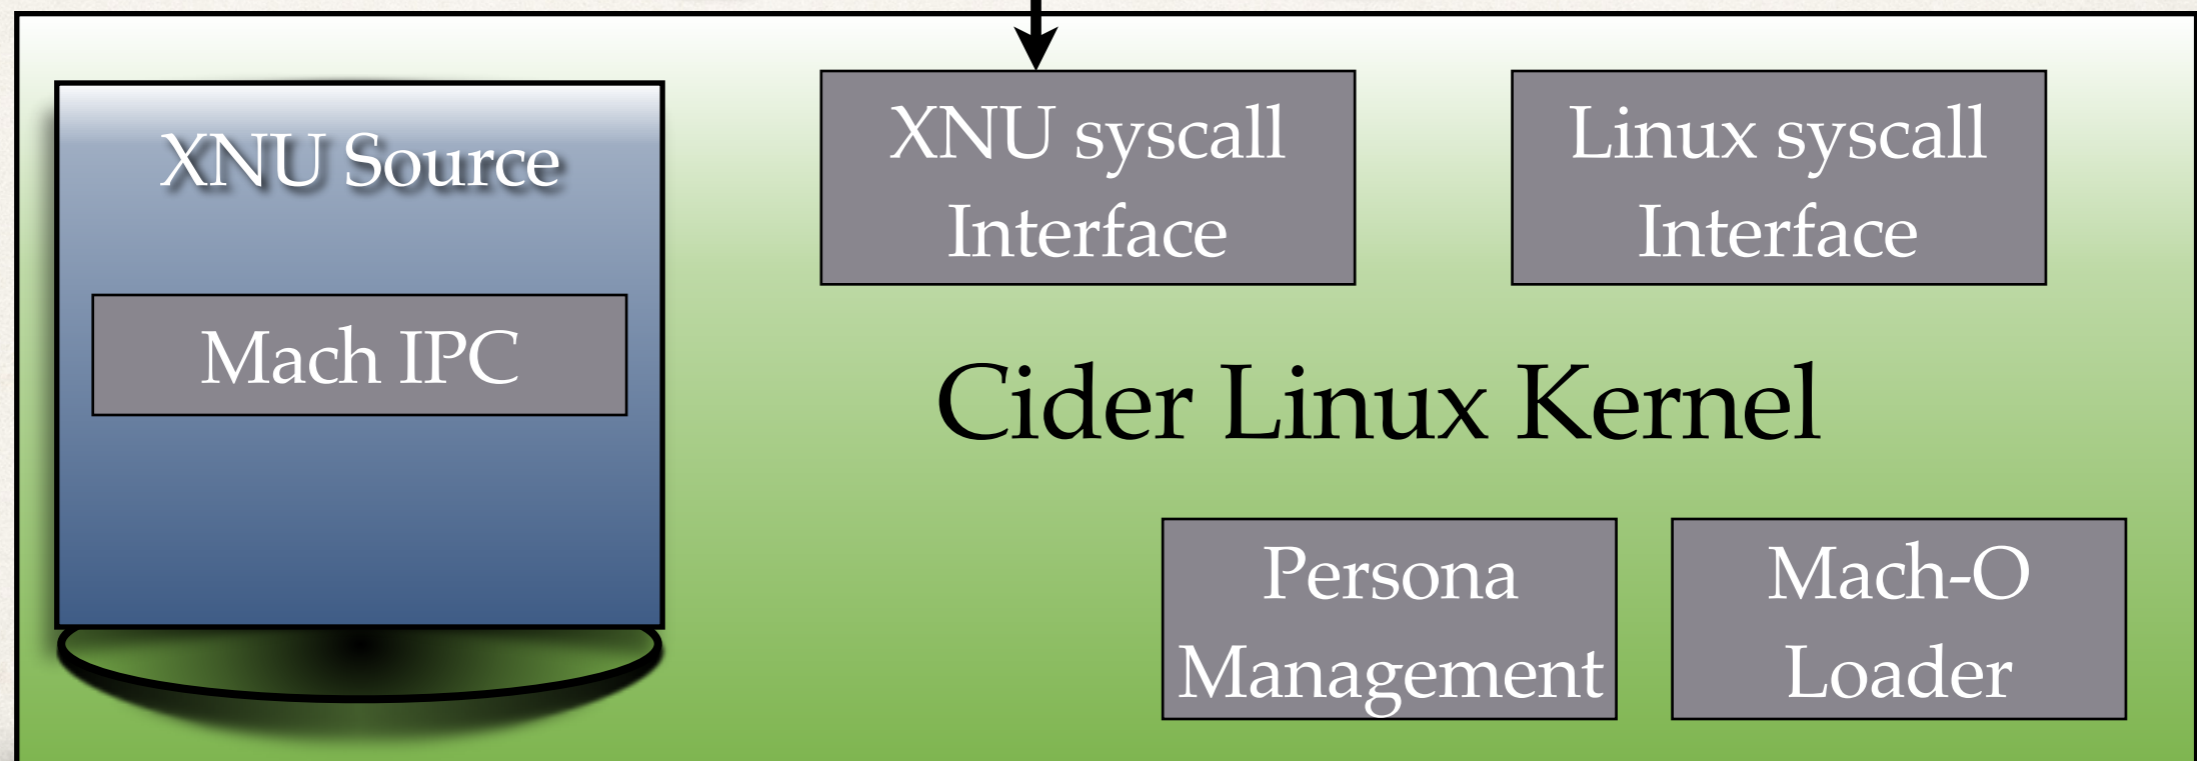 XNU Source
Mach IPC
XNU syscall
Interface
Linux syscall
Interface
Cider Linux Kernel
Persona
Management
Mach-O
Loader